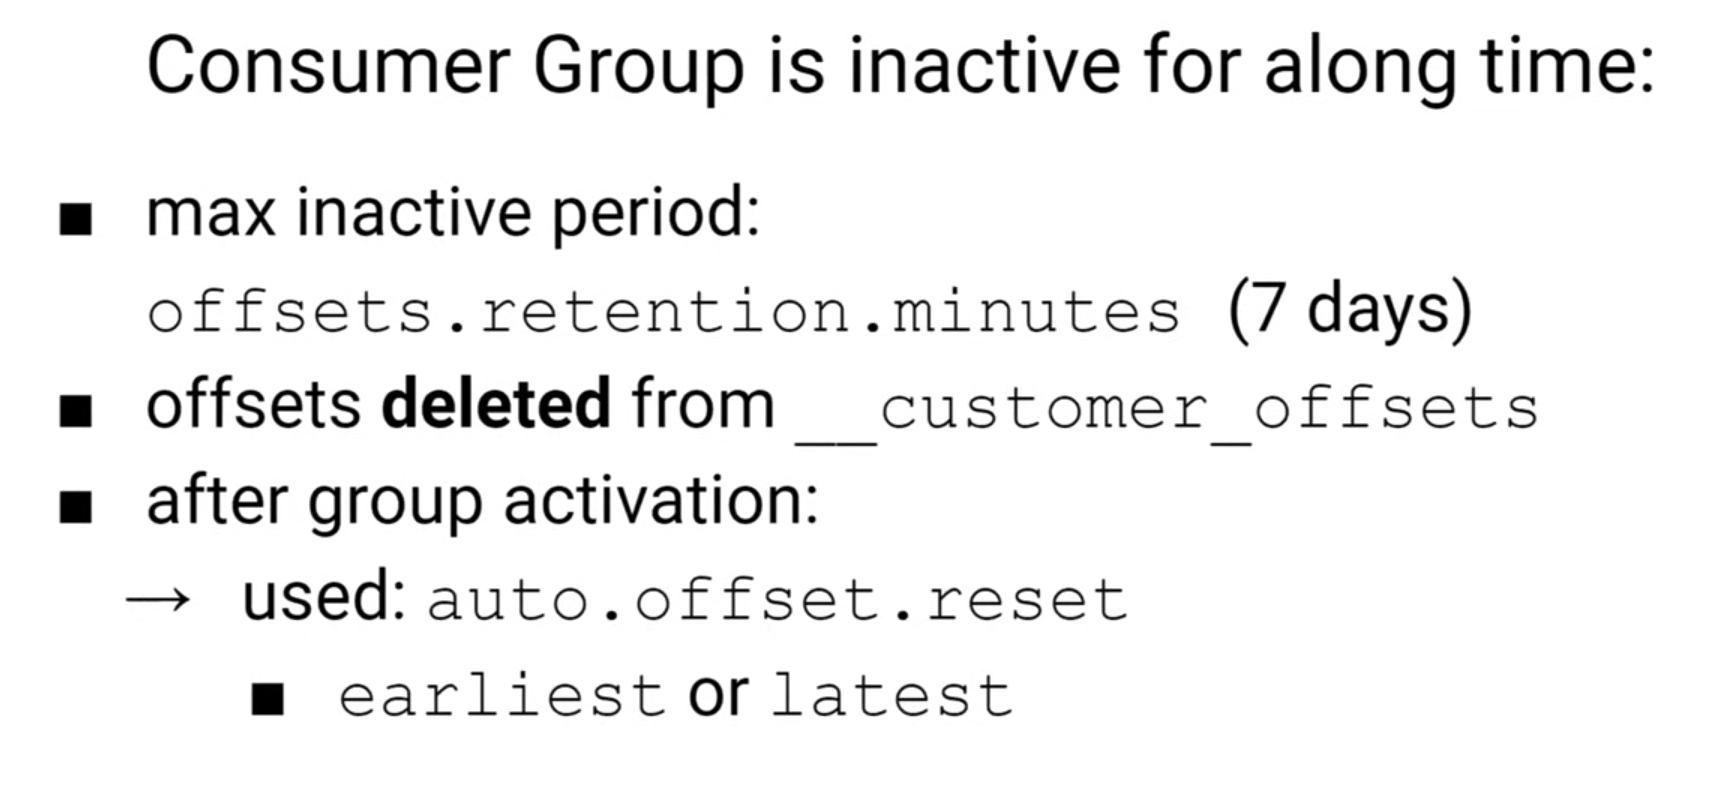 Consumer Group is inactive for along time:
■ max inactive period:
offsets.retention.minutes (7 days)
■ offsets deleted from __customer_offsets
■ after group activation:
→ used: auto.offset.reset
■ earliest or latest